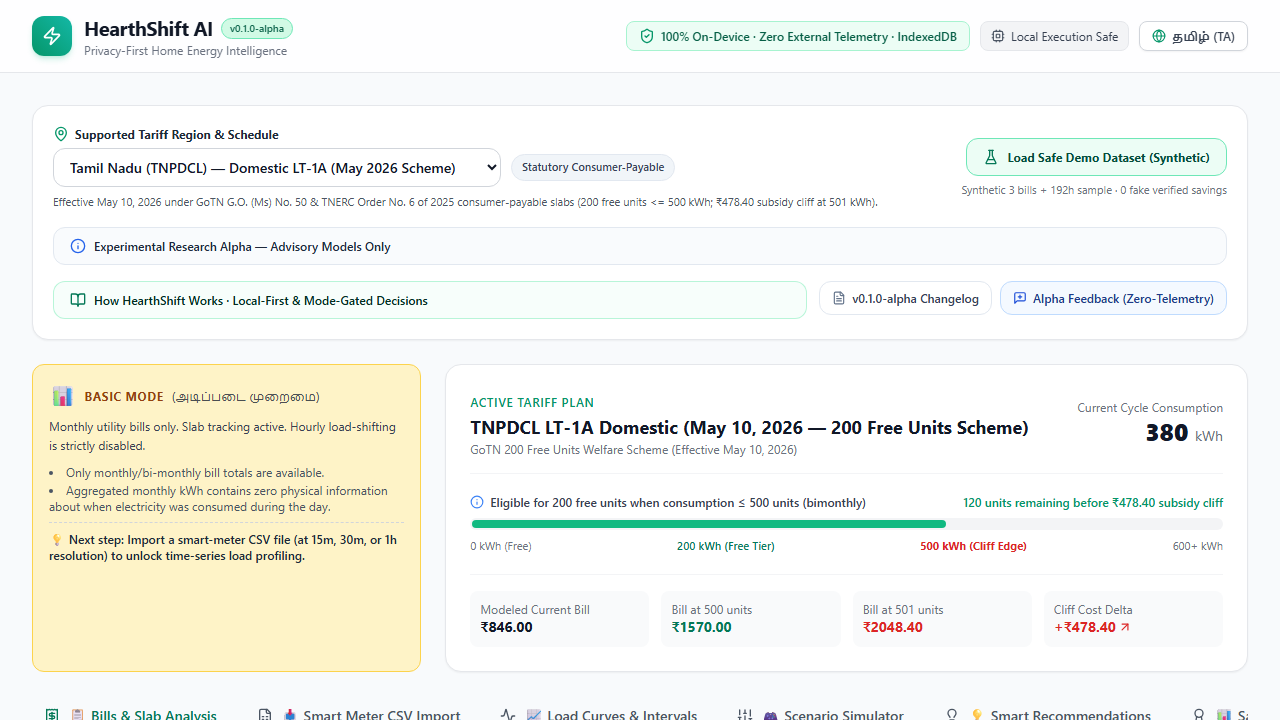 HearthShift AI v0.1.0-alpha
Privacy-First Home Energy Intelligence
100% On-Device · Zero External Telemetry · IndexedDB
Local Execution Safe
தமிழ் (TA)
Supported Tariff Region & Schedule
Tamil Nadu (TNPDCL) — Domestic LT-1A (May 2026 Scheme)
Statutory Consumer-Payable
Effective May 10, 2026 under GoTN G.O. (Ms) No. 50 & TNERC Order No. 6 of 2025 consumer-payable slabs (200 free units <= 500 kWh; ₹478.40 subsidy cliff at 501 kWh).
Load Safe Demo Dataset (Synthetic)
Synthetic 3 bills + 192h sample · 0 fake verified savings
Experimental Research Alpha — Advisory Models Only
How HearthShift Works · Local-First & Mode-Gated Decisions
v0.1.0-alpha Changelog
Alpha Feedback (Zero-Telemetry)
BASIC MODE (அடிப்படை முறைமை)
Monthly utility bills only. Slab tracking active. Hourly load-shifting
is strictly disabled.
• Only monthly/bi-monthly bill totals are available.
• Aggregated monthly kWh contains zero physical information
about when electricity was consumed during the day.
Next step: Import a smart-meter CSV file (at 15m, 30m, or 1h
resolution) to unlock time-series load profiling.
ACTIVE TARIFF PLAN
TNPDCL LT-1A Domestic (May 10, 2026 — 200 Free Units Scheme)
GoTN 200 Free Units Welfare Scheme (Effective May 10, 2026)
Current Cycle Consumption
380 kWh
Eligible for 200 free units when consumption ≤ 500 units (bimonthly)
120 units remaining before ₹478.40 subsidy cliff
0 kWh (Free)
200 kWh (Free Tier)
500 kWh (Cliff Edge)
600+ kWh
Modeled Current Bill
₹846.00
Bill at 500 units
₹1570.00
Bill at 501 units
₹2048.40
Cliff Cost Delta
+₹478.40
Bills & Slab Analysis
Smart Meter CSV Import
Load Curves & Intervals
Scenario Simulator
Smart Recommendations